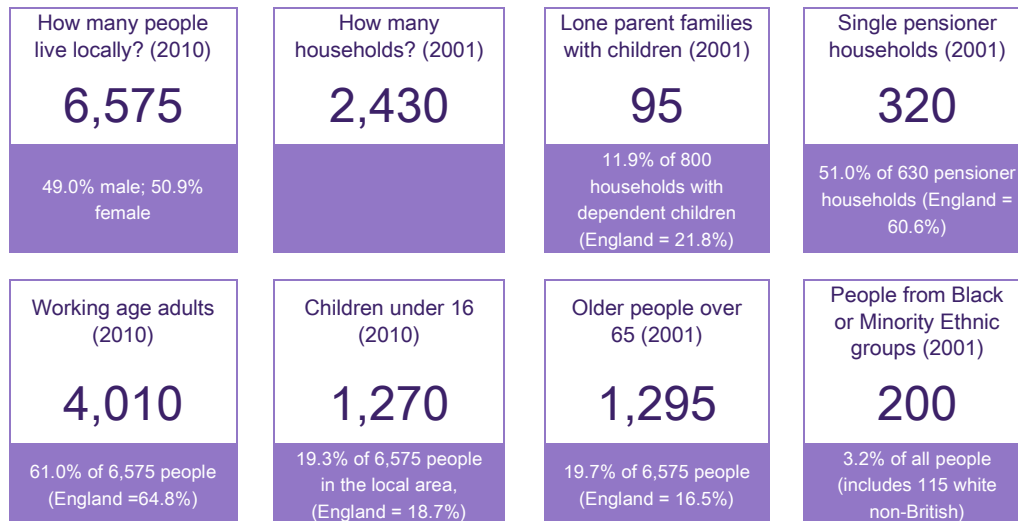 How many people
live locally? (2010)
6,575
49.0% male; 50.9%
female
How many
households? (2001)
2,430
Lone parent families
with children (2001)
95
11.9% of 800
households with
dependent children
(England = 21.8%)
Single pensioner
households (2001)
320
51.0% of 630 pensioner
households (England =
60.6%)
Working age adults
(2010)
4,010
61.0% of 6,575 people
(England =64.8%)
Children under 16
(2010)
1,270
19.3% of 6,575 people
in the local area,
(England = 18.7%)
Older people over
65 (2001)
1,295
19.7% of 6,575 people
(England = 16.5%)
People from Black
or Minority Ethnic
groups (2001)
200
3.2% of all people
(includes 115 white
non-British)